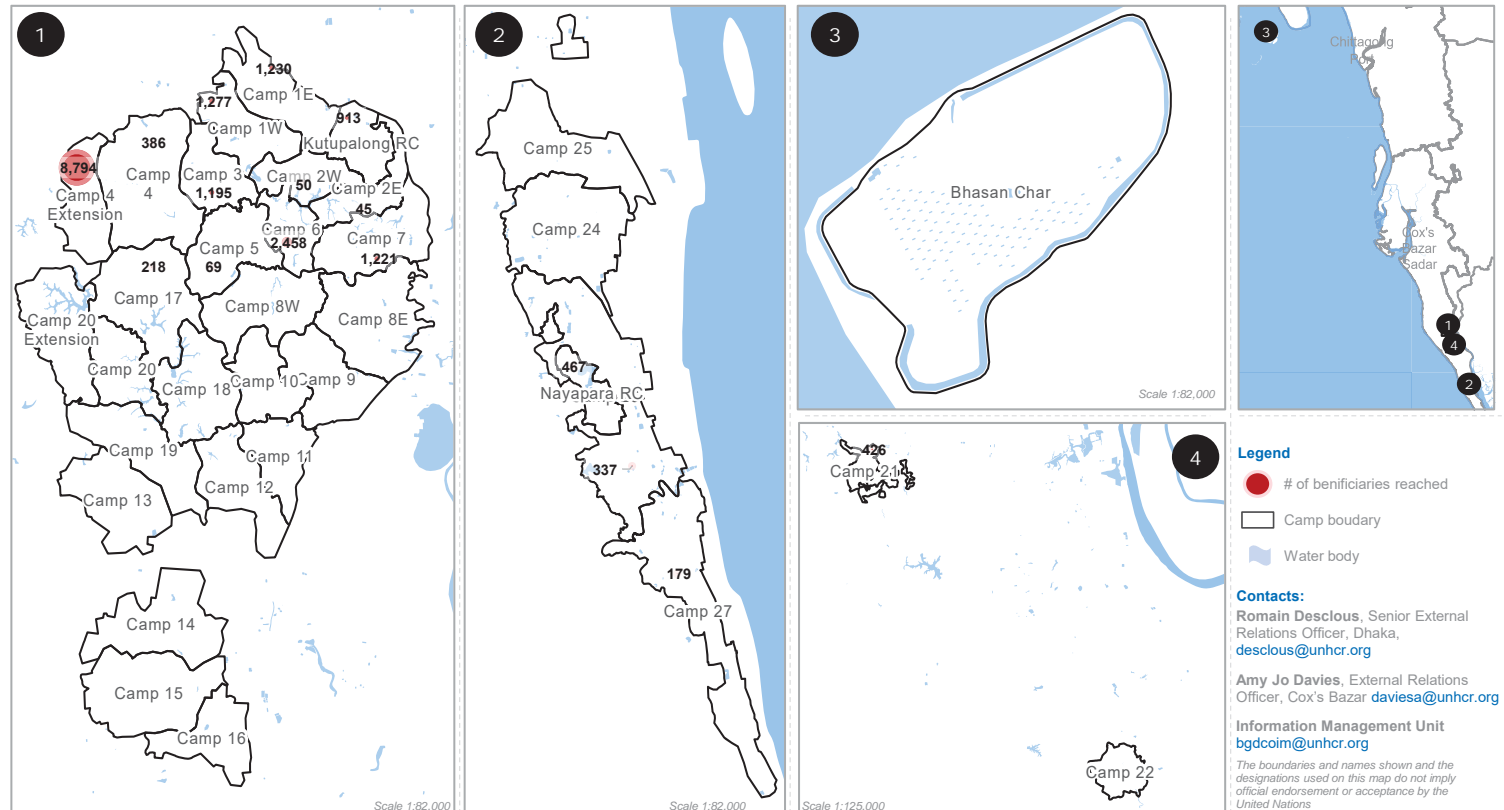 1
1,230
Camp 1E
1,277
Camp 1W
913
Kutupalong RC
386
8,794
Camp 4
Extension
Camp
4
Camp 3
1,195
Camp 2W
50
Camp 2E
45
Camp 6
2,458
Camp 5
69
Camp 7
1,221
218
Camp 17
Camp 8W
Camp 8E
Camp 20
Extension
Camp 20
Camp 18
Camp 10
Camp 9
Camp 19
Camp 11
Camp 12
Camp 13
Camp 14
Camp 15
Camp 16
Scale 1:82,000
2
Camp 25
Camp 24
467
Nayapara RC
337
179
Camp 27
Scale 1:82,000
3
Bhasan Char
Scale 1:82,000
4
426
Camp 21
Camp 22
Scale 1:125,000
3
Chittagong
Port
Cox's
Bazar
Sadar
1
4
2
Legend
# of benificiaries reached
Camp boudary
Water body
Contacts:
Romain Desclous, Senior External
Relations Officer, Dhaka,
desclous@unhcr.org
Amy Jo Davies, External Relations
Officer, Cox's Bazar daviesa@unhcr.org
Information Management Unit
bgdcoim@unhcr.org
The boundaries and names shown and the
designations used on this map do not imply
official endorsement or acceptance by the
United Nations